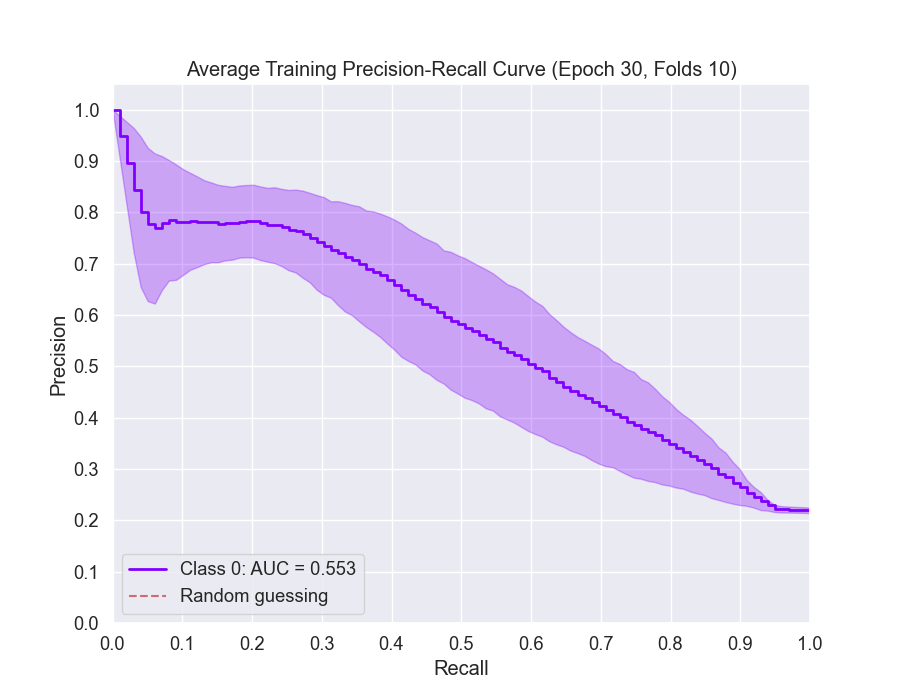 Average Training Precision-Recall Curve (Epoch 30, Folds 10)
1.0
0.9
0.8
0.7
0.6
0.5
0.4
0.3
0.2
0.1
0.0
Precision
Class 0: AUC = 0.553
Random guessing
0.0 0.1 0.2 0.3 0.4 0.5 0.6 0.7 0.8 0.9 1.0
Recall